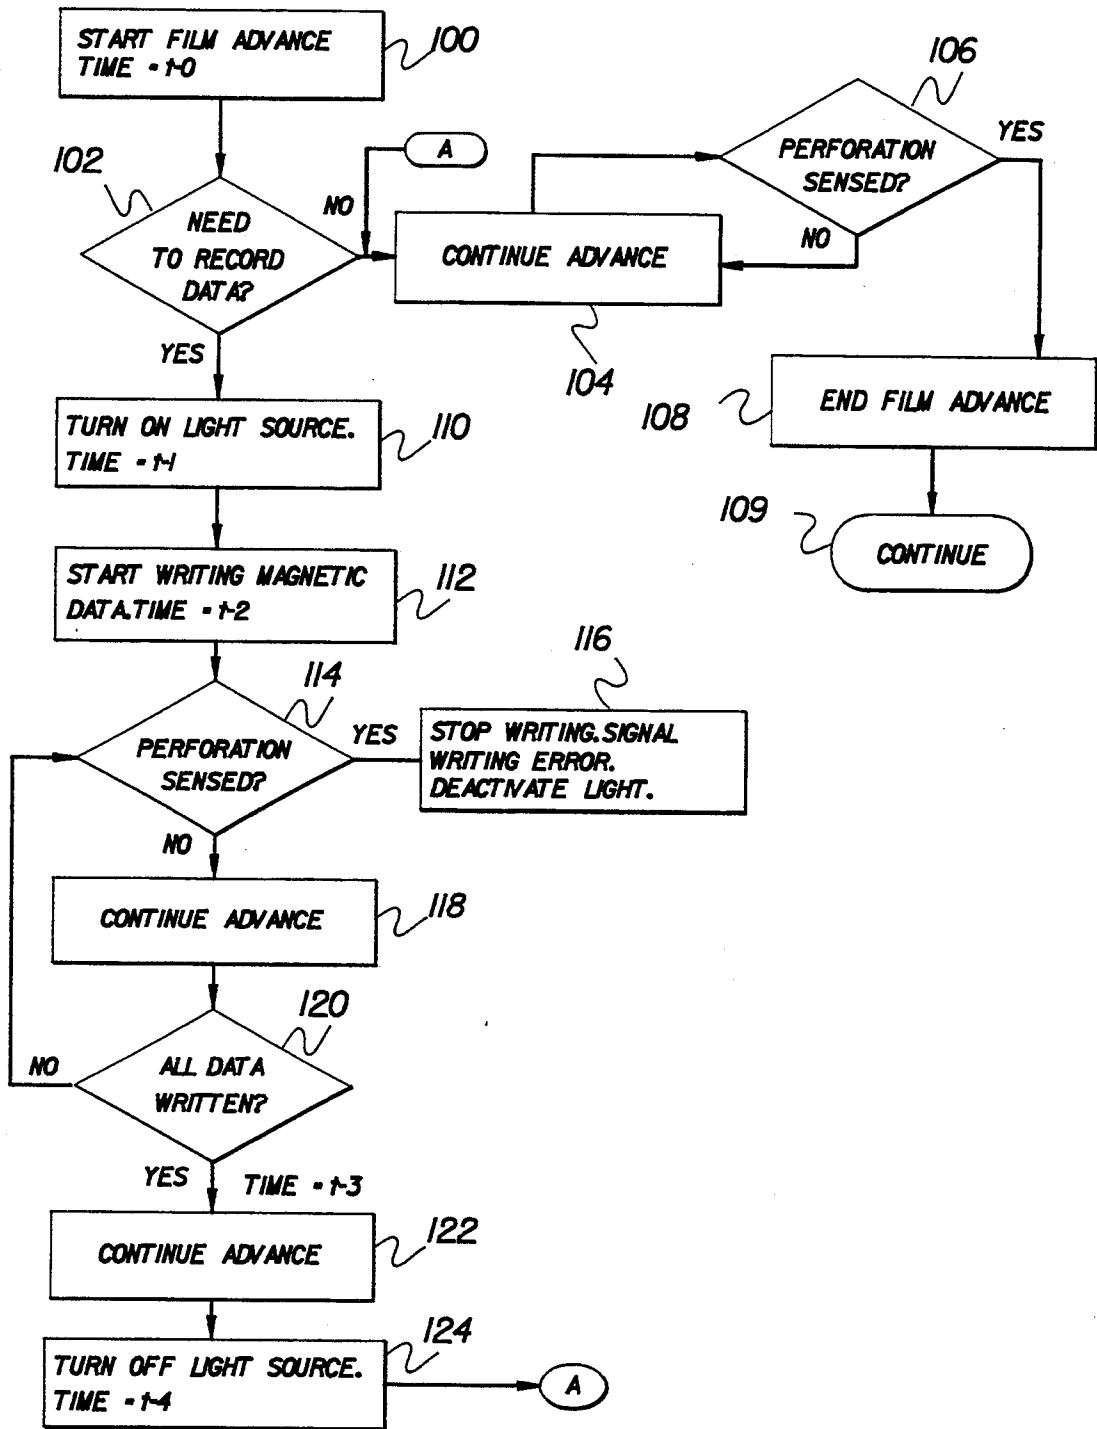 START FILM ADVANCE
TIME = t-0
100
106
PERFORATION
SENSED?
YES
NO
A
102
NEED
TO RECORD
DATA?
NO
YES
CONTINUE ADVANCE
104
END FILM ADVANCE
108
109
CONTINUE
TURN ON LIGHT SOURCE.
TIME = t-1
110
START WRITING MAGNETIC
DATA.TIME = t-2
112
114
PERFORATION
SENSED?
YES
NO
116
STOP WRITING.SIGNAL
WRITING ERROR.
DEACTIVATE LIGHT.
CONTINUE ADVANCE
118
120
ALL DATA
WRITTEN?
NO
YES
TIME = t-3
CONTINUE ADVANCE
122
TURN OFF LIGHT SOURCE.
TIME = t-4
124
A